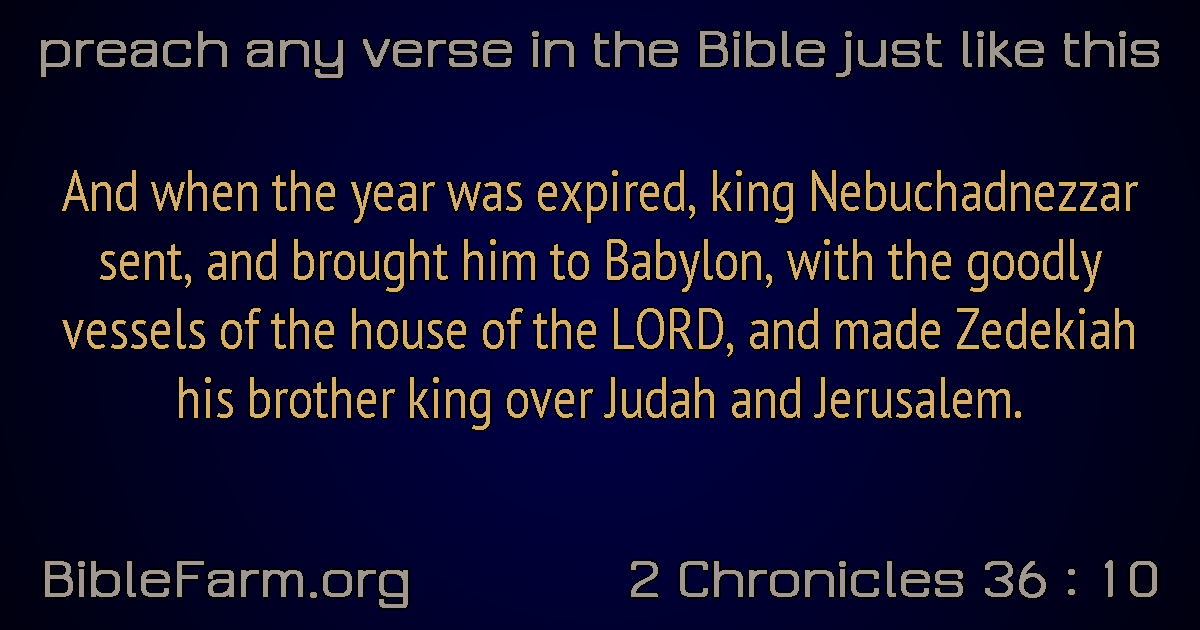 preach any verse in the Bible just like this
And when the year was expired, king Nebuchadnezzar
sent, and brought him to Babylon, with the goodly
vessels of the house of the LORD, and made Zedekiah
his brother king over Judah and Jerusalem.
BibleFarm.org
2 Chronicles 36 : 10